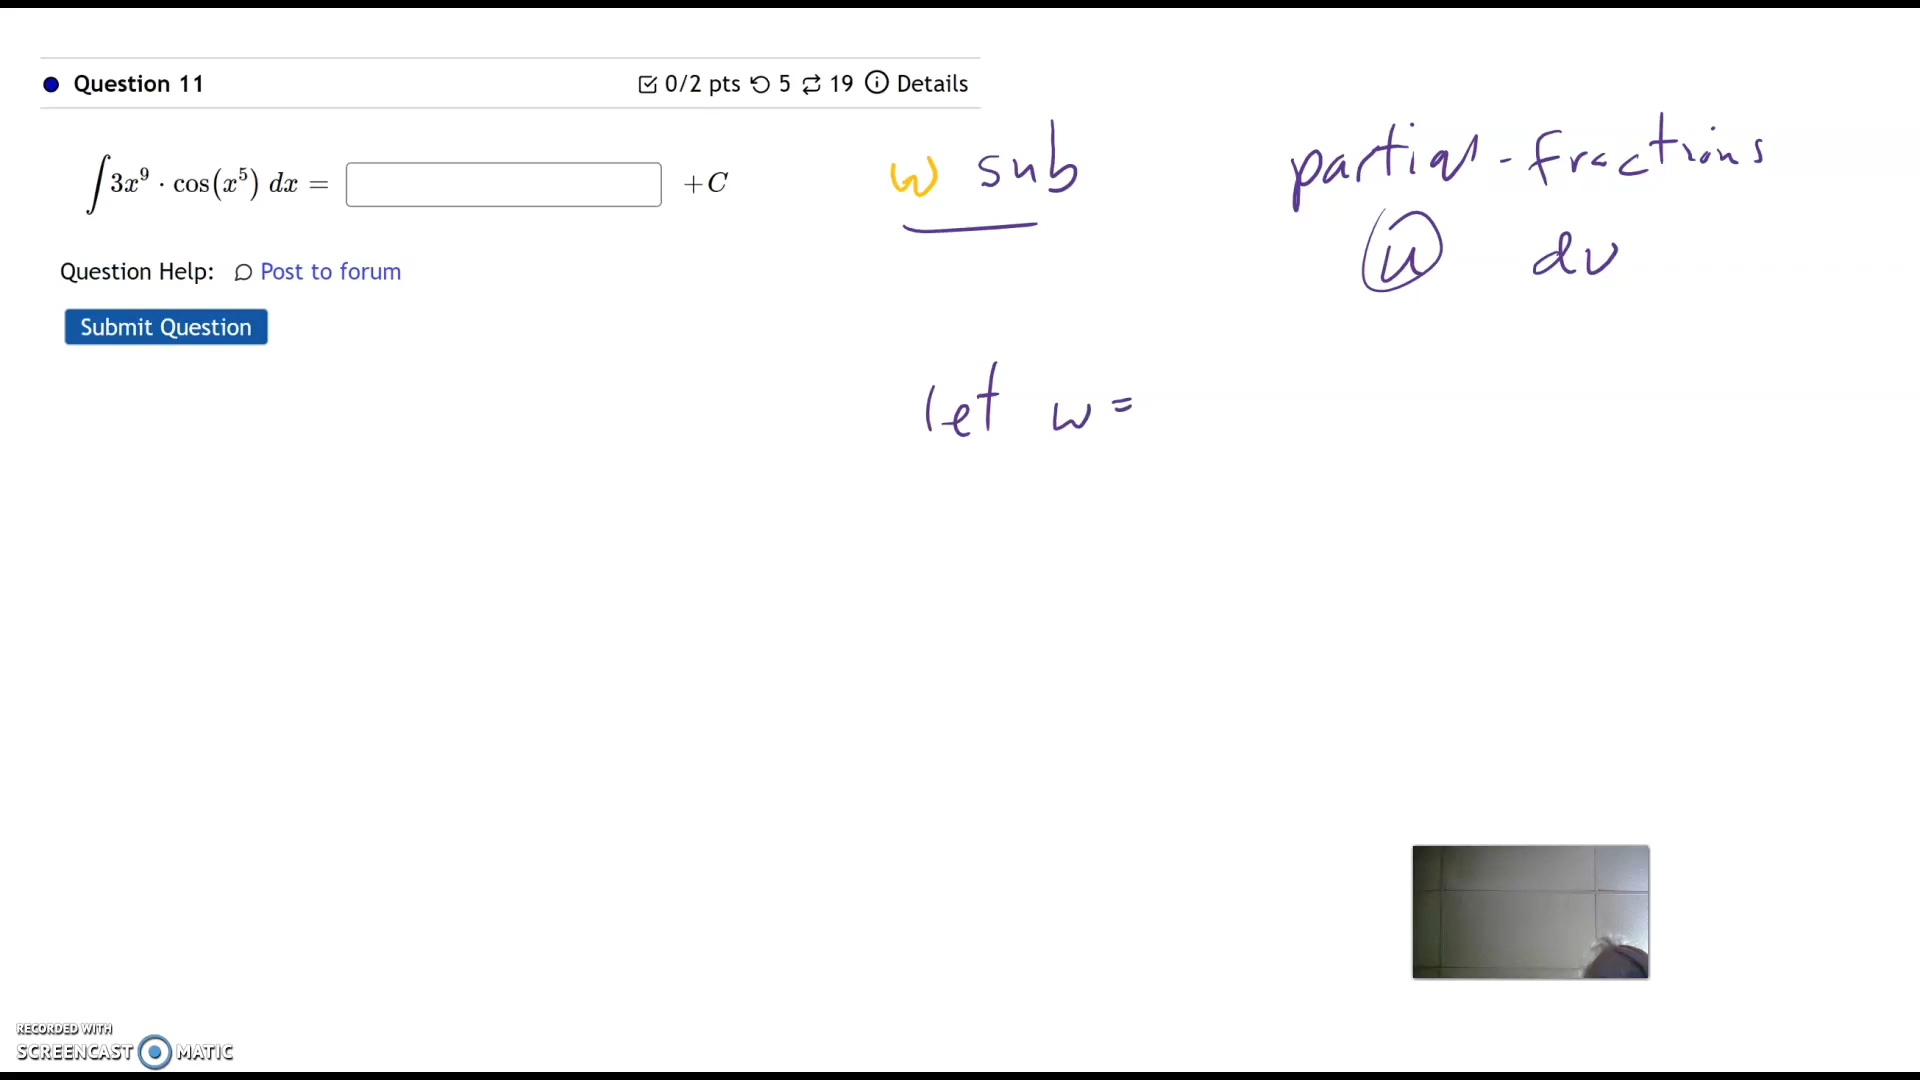 Question 11 0/2 pts 5 19 Details
∫ 3x⁹ · cos(x⁵) dx = +C
w sub
partial - fractions
u dv
Question Help: Post to forum
Submit Question
let w =
RECORDED WITH
SCREENCAST MATIC